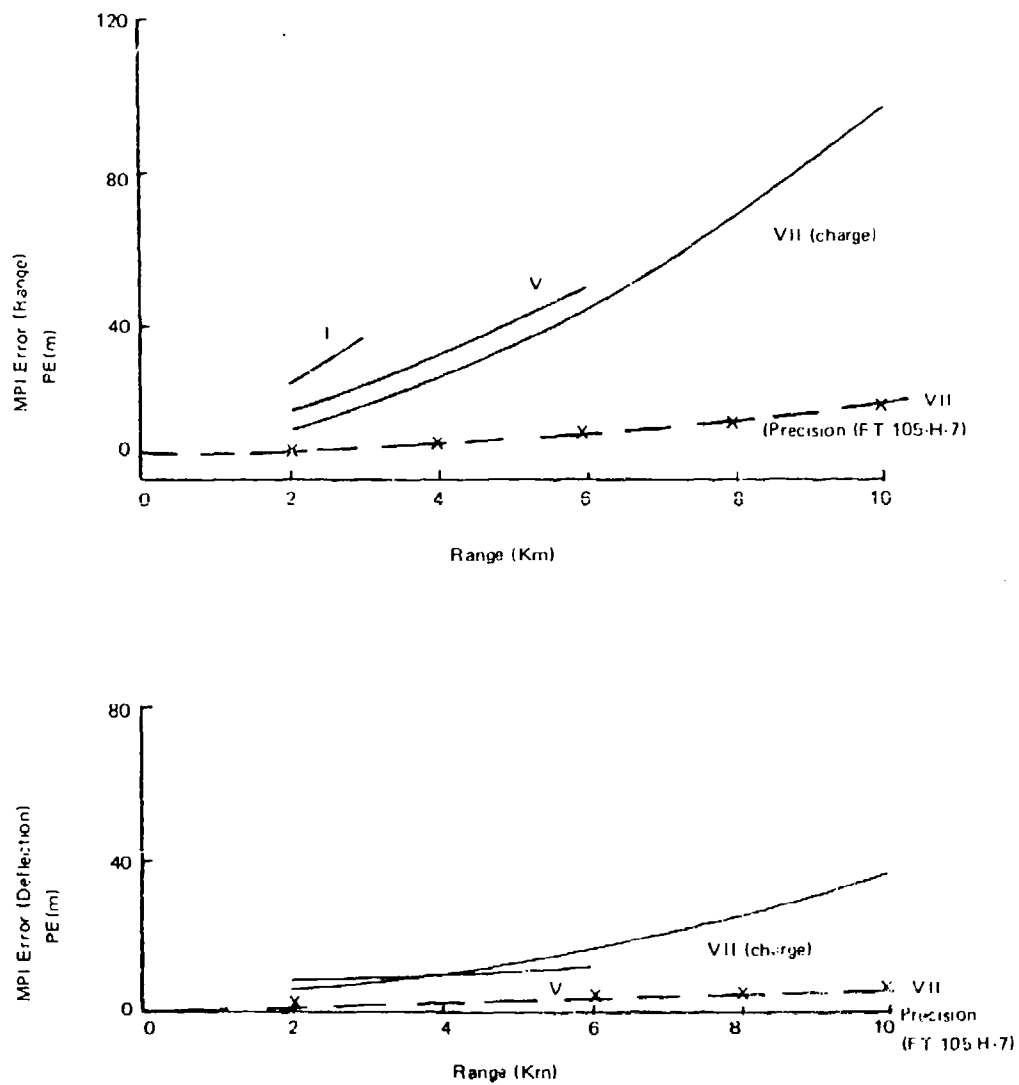 120
80
40
0
MPI Error (Range)
PE (m)
I
V
VII (charge)
VII
(Precision (FT 105-H-7)
0 2 4 6 8 10
Range (Km)
80
40
0
MPI Error (Deflection)
PE (m)
VII (charge)
V
VII
Precision
(FT 105 H-7)
0 2 4 6 8 10
Range (Km)